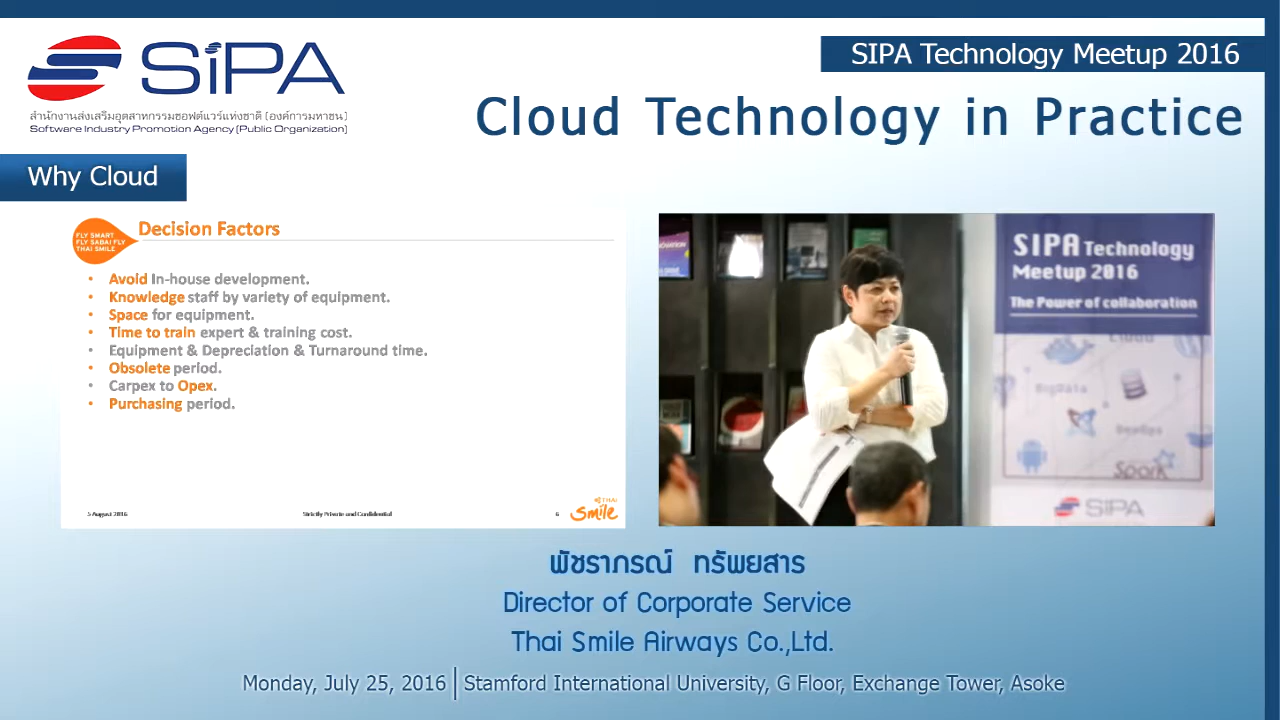 SiPA
สำนักงานส่งเสริมอุตสาหกรรมซอฟต์แวร์แห่งชาติ (องค์การมหาชน)
Software Industry Promotion Agency (Public Organization)
SIPA Technology Meetup 2016
Cloud Technology in Practice
Why Cloud
FLY SMART
FLY SABAI FLY
THAI SMILE
Decision Factors
• Avoid In-house development.
• Knowledge staff by variety of equipment.
• Space for equipment.
• Time to train expert & training cost.
• Equipment & Depreciation & Turnaround time.
• Obsolete period.
• Carpex to Opex.
• Purchasing period.
5 August 2016
Strictly Private and Confidential
6
THAI
Smile
SIPA Technology
Meetup 2016
The Power of collaboration
Cloud
BigData
DevOps
Spark
SiPA
พัชราภรณ์ ทรัพยสาร
Director of Corporate Service
Thai Smile Airways Co.,Ltd.
Monday, July 25, 2016 | Stamford International University, G Floor, Exchange Tower, Asoke